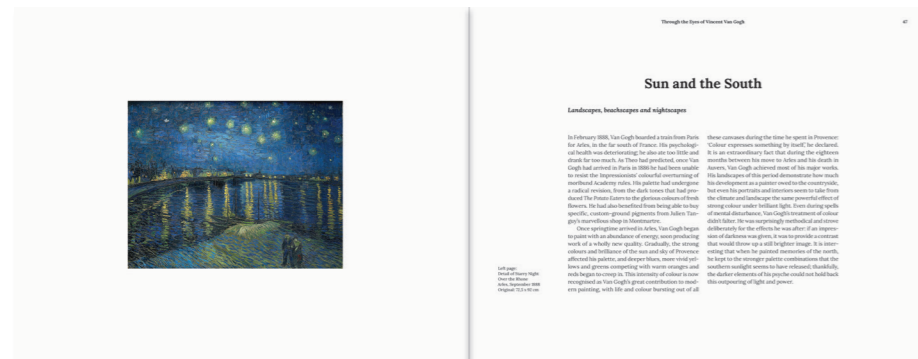 Through the Eyes of Vincent Van Gogh
47
Sun and the South
Landscapes, beachscapes and nightscapes
In February 1888, Van Gogh boarded a train from Paris
for Arles, in the far south of France. His psychologi-
cal health was deteriorating; he also ate too little and
drank far too much. As Theo had predicted, once Van
Gogh had arrived in Paris in 1886 he had been unable
to resist the Impressionists' colourful overturning of
moribund Academy rules. His palette had undergone
a radical revision, from the dark tones that had pro-
duced The Potato Eaters to the glorious colours of fresh
flowers. He had also benefited from being able to buy
specific, custom-ground pigments from Julien Tan-
guy's marvellous shop in Montmartre.
Once springtime arrived in Arles, Van Gogh began
to paint with an abundance of energy, soon producing
work of a wholly new quality. Gradually, the strong
colours and brilliance of the sun and sky of Provence
affected his palette, and deeper blues, more vivid yel-
lows and greens competing with warm oranges and
reds began to creep in. This intensity of colour is now
recognised as Van Gogh's great contribution to mod-
ern painting, with life and colour bursting out of all
these canvases during the time he spent in Provence:
'Colour expresses something by itself,' he declared.
It is an extraordinary fact that during the eighteen
months between his move to Arles and his death in
Auvers, Van Gogh achieved most of his major works.
His landscapes of this period demonstrate how much
his development as a painter owed to the countryside,
but even his portraits and interiors seem to take from
the climate and landscape the same powerful effect of
strong colour under brilliant light. Even during spells
of mental disturbance, Van Gogh's treatment of colour
didn't falter. He was surprisingly methodical and strove
deliberately for the effects he was after: if an impres-
sion of darkness was given, it was to provide a contrast
that would throw up a still brighter image. It is inter-
esting that when he painted memories of the north,
he kept to the stronger palette combinations that the
southern sunlight seems to have released; thankfully,
the darker elements of his psyche could not hold back
this outpouring of light and power.
Left page:
Detail of Starry Night
Over the Rhone
Arles, September 1888
Original: 72,5 x 92 cm